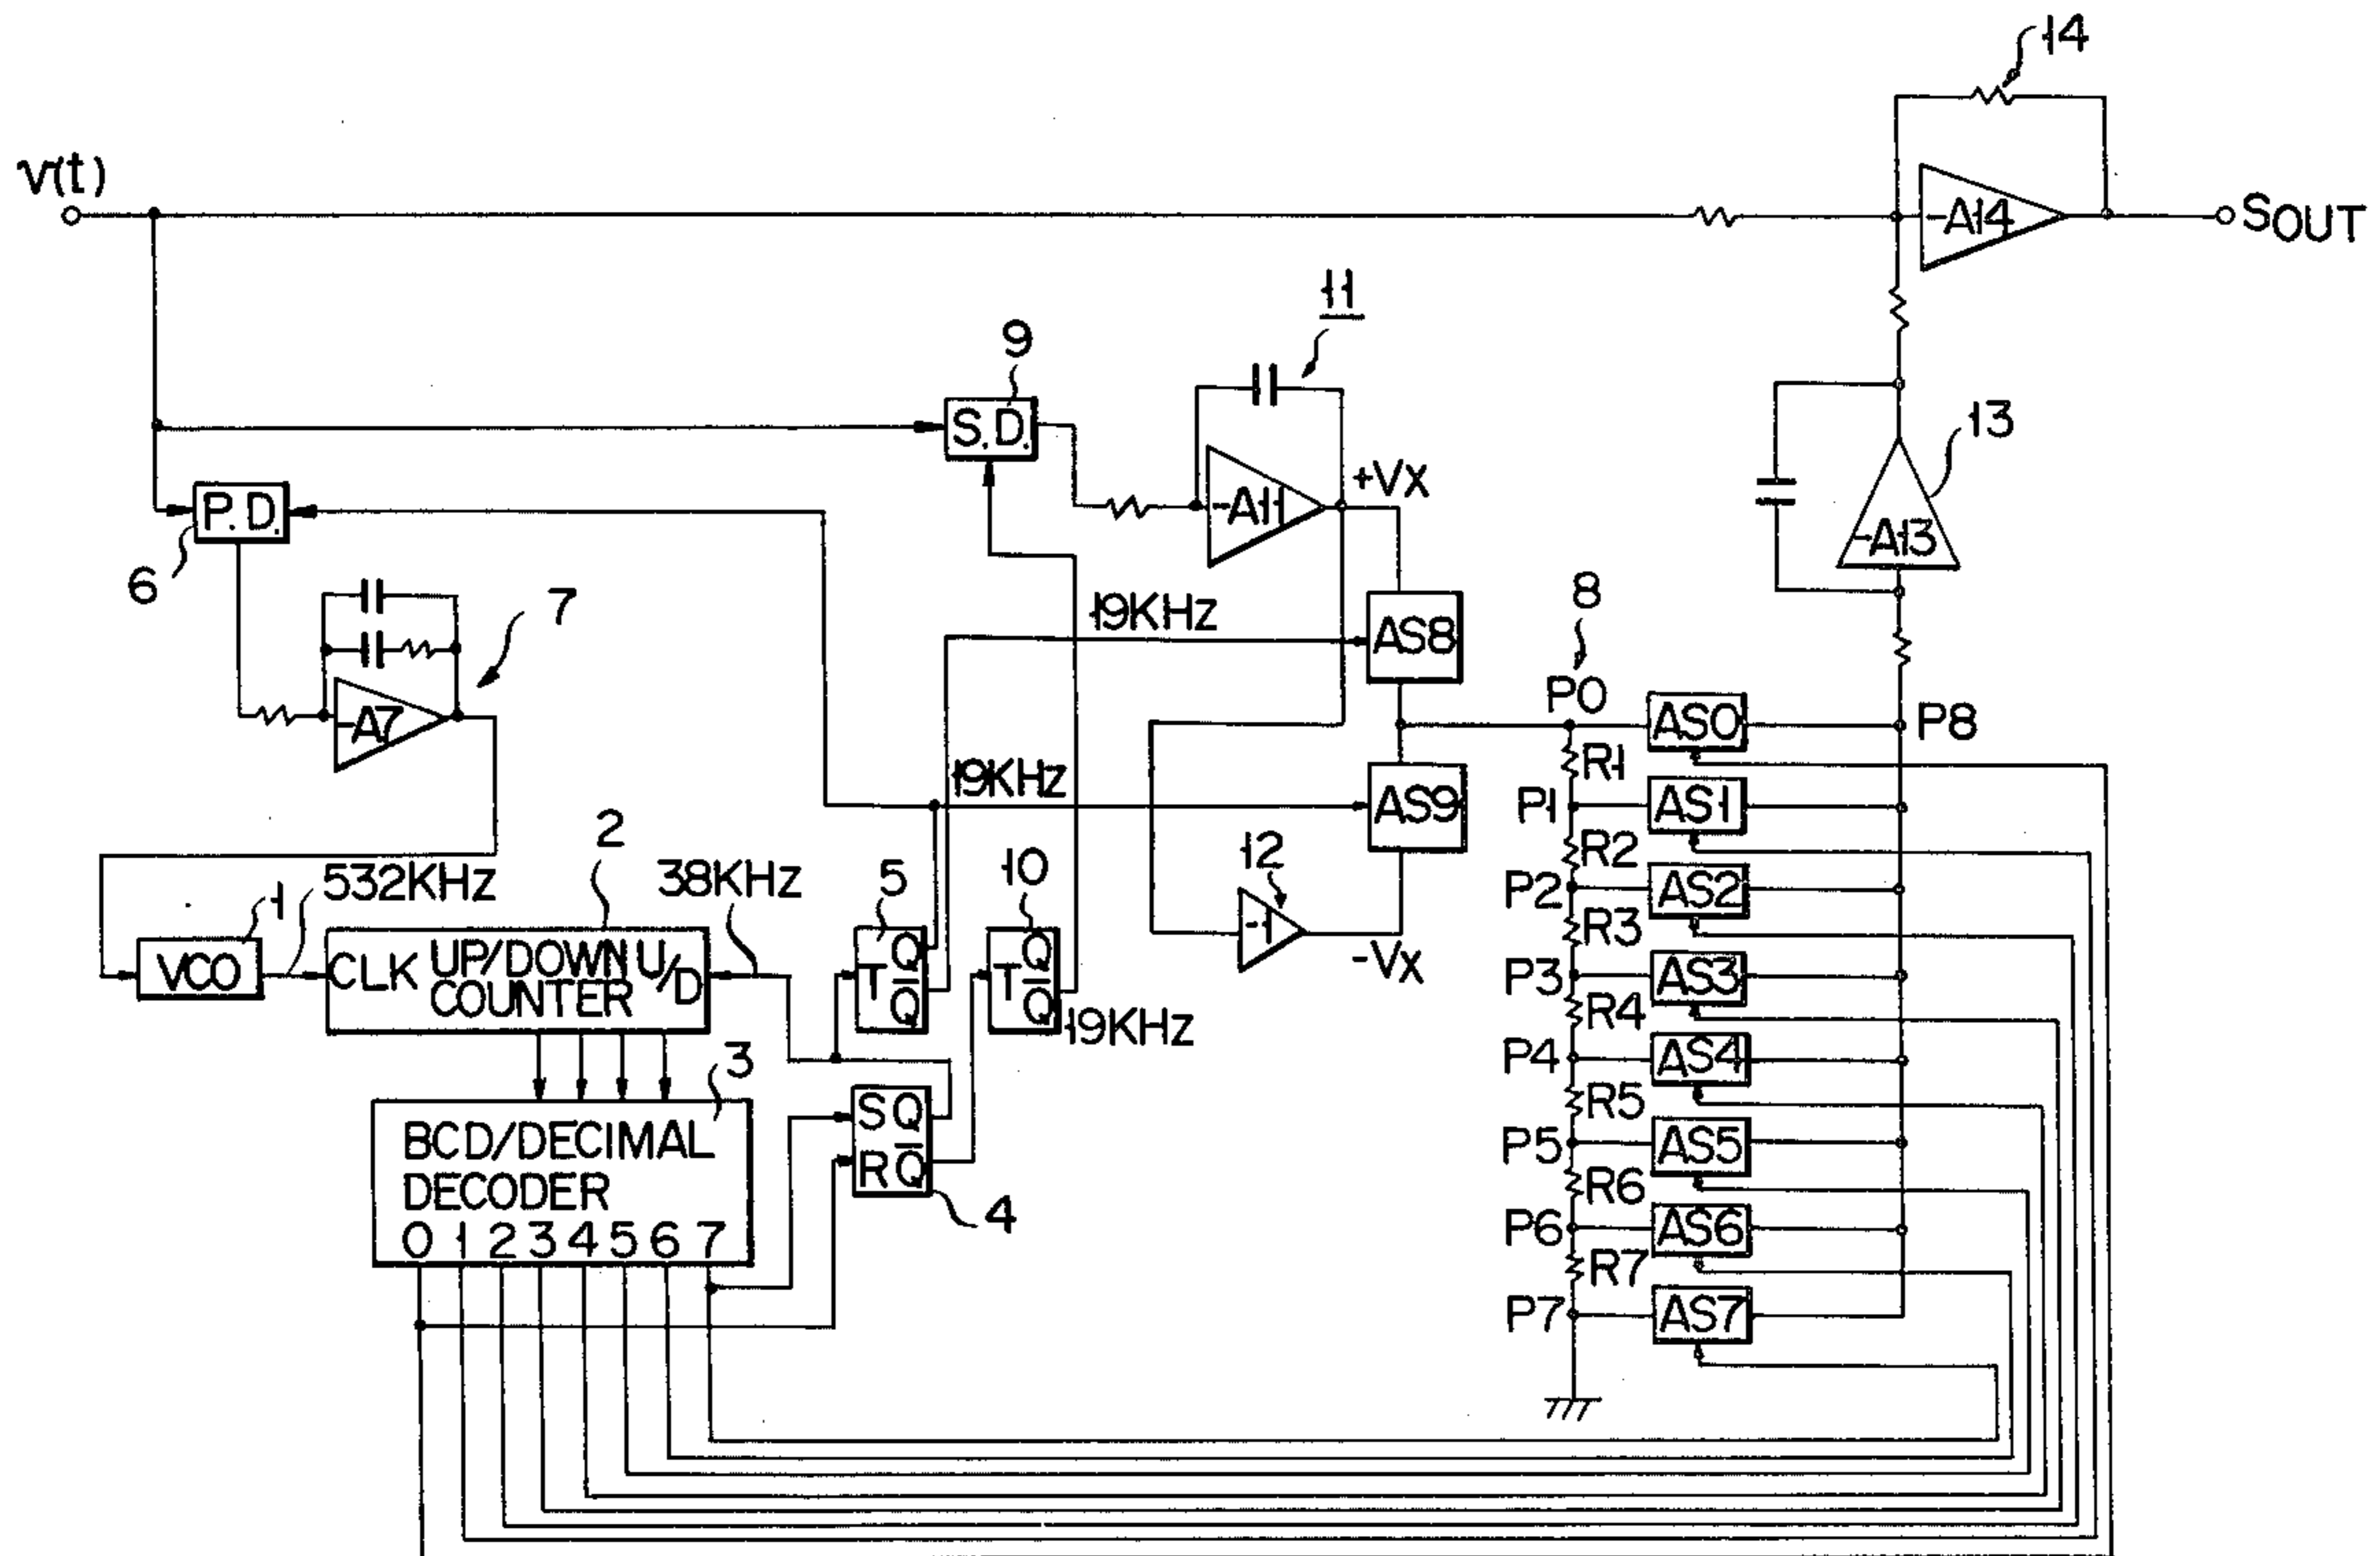 14
v(t)
-A14
SOUT
11
9
S.D.
+Vx
-A11
13
-A13
P.D.
6
7
-A7
19KHz
AS8
8
P0
AS0
P8
R1
19KHz
AS9
P1
AS1
2
12
R2
532KHz
38KHz
5
10
P2
AS2
1
-1
R3
VCO
CLK UP/DOWN U/D
COUNTER
T Q
Q̅
T Q
Q̅
-Vx
P3
AS3
R4
19KHz
3
P4
AS4
S Q
R Q̅
R5
BCD/DECIMAL
DECODER
P5
AS5
R6
4
0 1 2 3 4 5 6 7
P6
AS6
R7
P7
AS7